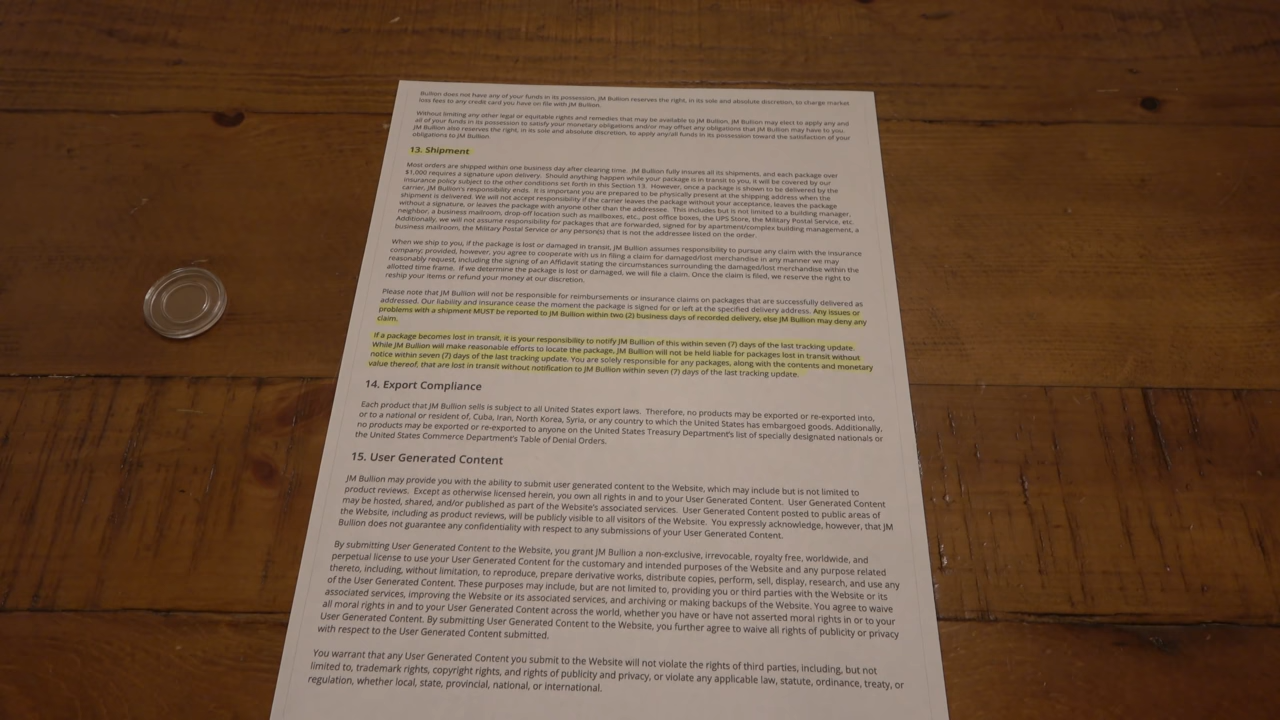 Bullion does not have any of your funds in its possession, JM Bullion reserves the right, in its sole and absolute discretion, to charge market
loss fees to any credit card you have on file with JM Bullion.
Without limiting any other legal or equitable rights and remedies that may be available to JM Bullion, JM Bullion may elect to apply any and
all of your funds in its possession to satisfy your monetary obligations and/or may offset any obligations that JM Bullion may have to you.
JM Bullion also reserves the right, in its sole and absolute discretion, to apply any/all funds in its possession toward the satisfaction of your
obligations to JM Bullion
13. Shipment
Most orders are shipped within one business day after clearing time. JM Bullion fully insures all its shipments, and each package over
$1,000 requires a signature upon delivery. Should anything happen while your package is in transit to you, it will be covered by our
insurance policy subject to the other conditions set forth in this Section 13. However, once a package is shown to be delivered by the
carrier, JM Bullion's responsibility ends. It is important you are prepared to be physically present at the shipping address when the
shipment is delivered. We will not accept responsibility if the carrier leaves the package without your acceptance, leaves the package
without a signature, or leaves the package with anyone other than the addressee. This includes but is not limited to a building manager,
neighbor, a business mailroom, drop-off location such as mailboxes, etc., post office boxes, the UPS Store, the Military Postal Service, etc.
Additionally, we will not assume responsibility for packages that are forwarded, signed for by apartment/complex building management, a
business mailroom, the Military Postal Service or any person(s) that is not the addressee listed on the order.
When we ship to you, if the package is lost or damaged in transit, JM Bullion assumes responsibility to pursue any claim with the insurance
company; provided, however, you agree to cooperate with us in filing a claim for damaged/lost merchandise in any manner we may
reasonably request, including the signing of an Affidavit stating the circumstances surrounding the damaged/lost merchandise within the
allotted time frame. If we determine the package is lost or damaged, we will file a claim. Once the claim is filed, we reserve the right to
reship your items or refund your money at our discretion.
Please note that JM Bullion will not be responsible for reimbursements or insurance claims on packages that are successfully delivered as
addressed. Our liability and insurance cease the moment the package is signed for or left at the specified delivery address. Any issues or
problems with a shipment MUST be reported to JM Bullion within two (2) business days of recorded delivery, else JM Bullion may deny any
claim.
If a package becomes lost in transit, it is your responsibility to notify JM Bullion of this within seven (7) days of the last tracking update.
While JM Bullion will make reasonable efforts to locate the package, JM Bullion will not be held liable for packages lost in transit without
notice within seven (7) days of the last tracking update. You are solely responsible for any packages, along with the contents and monetary
value thereof, that are lost in transit without notification to JM Bullion within seven (7) days of the last tracking update.
14. Export Compliance
Each product that JM Bullion sells is subject to all United States export laws. Therefore, no products may be exported or re-exported into,
or to a national or resident of, Cuba, Iran, North Korea, Syria, or any country to which the United States has embargoed goods. Additionally,
no products may be exported or re-exported to anyone on the United States Treasury Department's list of specially designated nationals or
the United States Commerce Department's Table of Denial Orders.
15. User Generated Content
JM Bullion may provide you with the ability to submit user generated content to the Website, which may include but is not limited to
product reviews. Except as otherwise licensed herein, you own all rights in and to your User Generated Content. User Generated Content
may be hosted, shared, and/or published as part of the Website's associated services. User Generated Content posted to public areas of
the Website, including as product reviews, will be publicly visible to all visitors of the Website. You expressly acknowledge, however, that JM
Bullion does not guarantee any confidentiality with respect to any submissions of your User Generated Content.
By submitting User Generated Content to the Website, you grant JM Bullion a non-exclusive, irrevocable, royalty free, worldwide, and
perpetual license to use your User Generated Content for the customary and intended purposes of the Website and any purpose related
thereto, including, without limitation, to reproduce, prepare derivative works, distribute copies, perform, sell, display, research, and use any
of the User Generated Content. These purposes may include, but are not limited to, providing you or third parties with the Website or its
associated services, improving the Website or its associated services, and archiving or making backups of the Website. You agree to waive
all moral rights in and to your User Generated Content across the world, whether you have or have not asserted moral rights in or to your
User Generated Content. By submitting User Generated Content to the Website, you further agree to waive all rights of publicity or privacy
with respect to the User Generated Content submitted.
You warrant that any User Generated Content you submit to the Website will not violate the rights of third parties, including, but not
limited to, trademark rights, copyright rights, and rights of publicity and privacy, or violate any applicable law, statute, ordinance, treaty, or
regulation, whether local, state, provincial, national, or international.